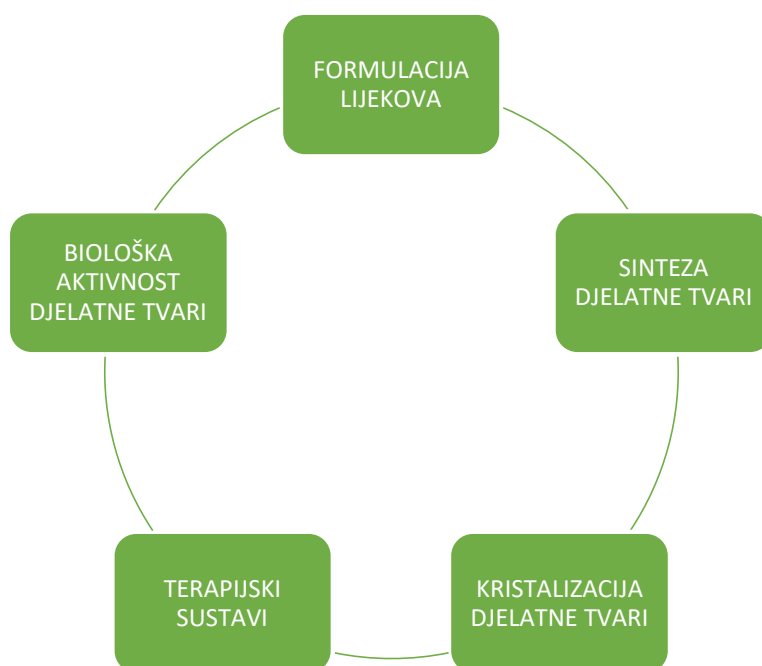 FORMULACIJA
LIJEKOVA
SINTEZA
DJELATNE TVARI
KRISTALIZACIJA
DJELATNE TVARI
TERAPIJSKI
SUSTAVI
BIOLOŠKA
AKTIVNOST
DJELATNE TVARI